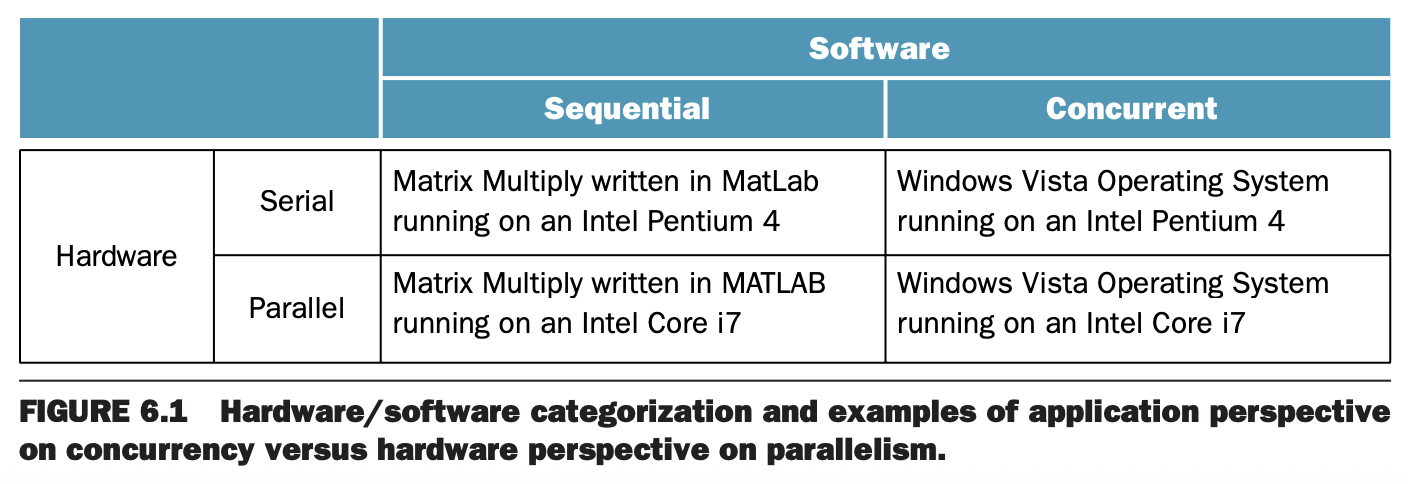 Software
Sequential
Concurrent
Hardware
Serial
Matrix Multiply written in MatLab
running on an Intel Pentium 4
Windows Vista Operating System
running on an Intel Pentium 4
Parallel
Matrix Multiply written in MATLAB
running on an Intel Core i7
Windows Vista Operating System
running on an Intel Core i7
FIGURE 6.1 Hardware/software categorization and examples of application perspective
on concurrency versus hardware perspective on parallelism.